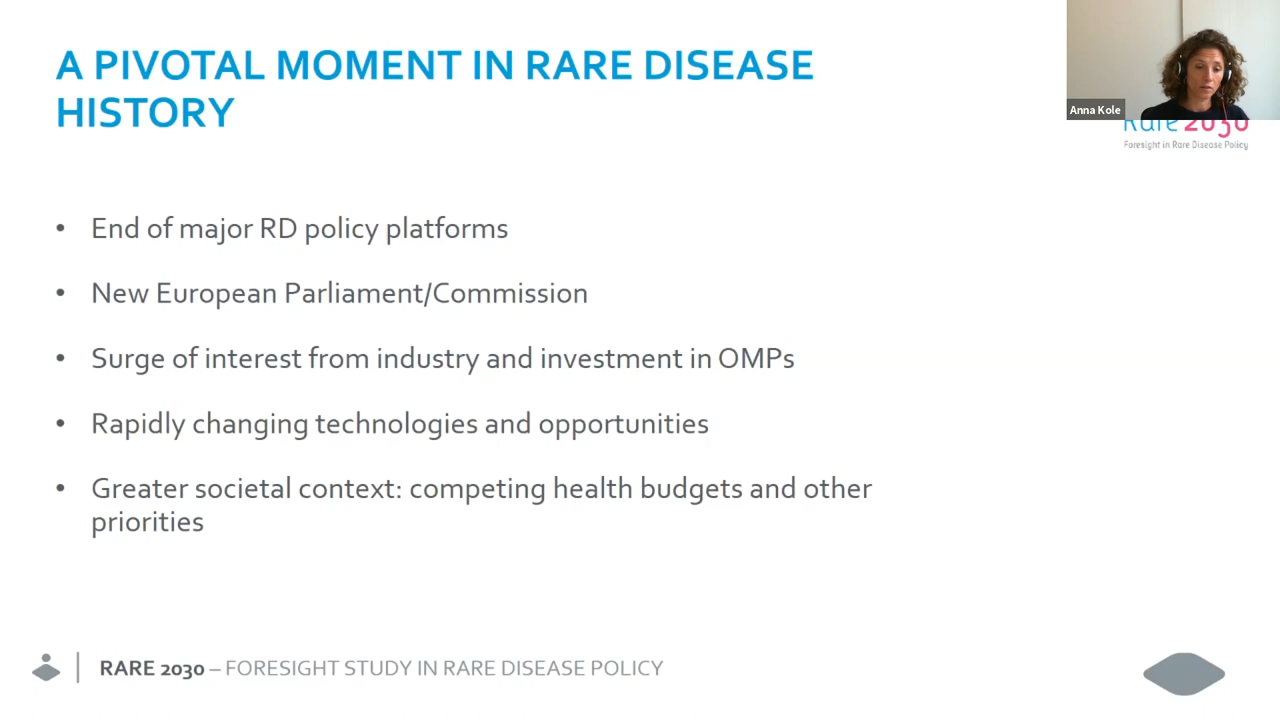 A PIVOTAL MOMENT IN RARE DISEASE
HISTORY
Anna Kole
Rare 2030
Foresight in Rare Disease Policy
• End of major RD policy platforms
• New European Parliament/Commission
• Surge of interest from industry and investment in OMPs
• Rapidly changing technologies and opportunities
• Greater societal context: competing health budgets and other
priorities
RARE 2030 – FORESIGHT STUDY IN RARE DISEASE POLICY